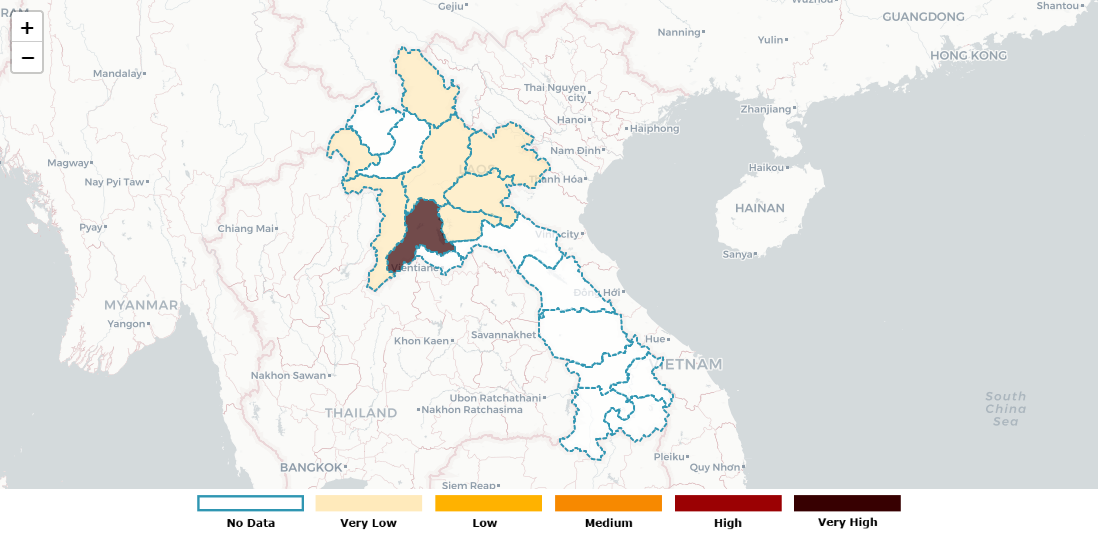 RAM
+
−
Gejiu
Wuzhou
GUANGDONG
Shantou
Nanning
Yulin
HONG KONG
Mandalay
Thai Nguyen
city
Zhanjiang
Hanoi
Haiphong
Magway
Nam Định
LAOS
Haikou
Nay Pyi Taw
Thanh Hóa
HAINAN
Pyay
Chiang Mai
Vinh city
Sanya
Vientiane
MYANMAR
Đồng Hới
Yangon
Khon Kaen
Savannakhet
Hue
VIETNAM
Nakhon Sawan
Ubon Ratchathani
THAILAND
Nakhon Ratchasima
South
China
Sea
Pleiku
BANGKOK
Quy Nhơn
Siem Reap
No Data
Very Low
Low
Medium
High
Very High